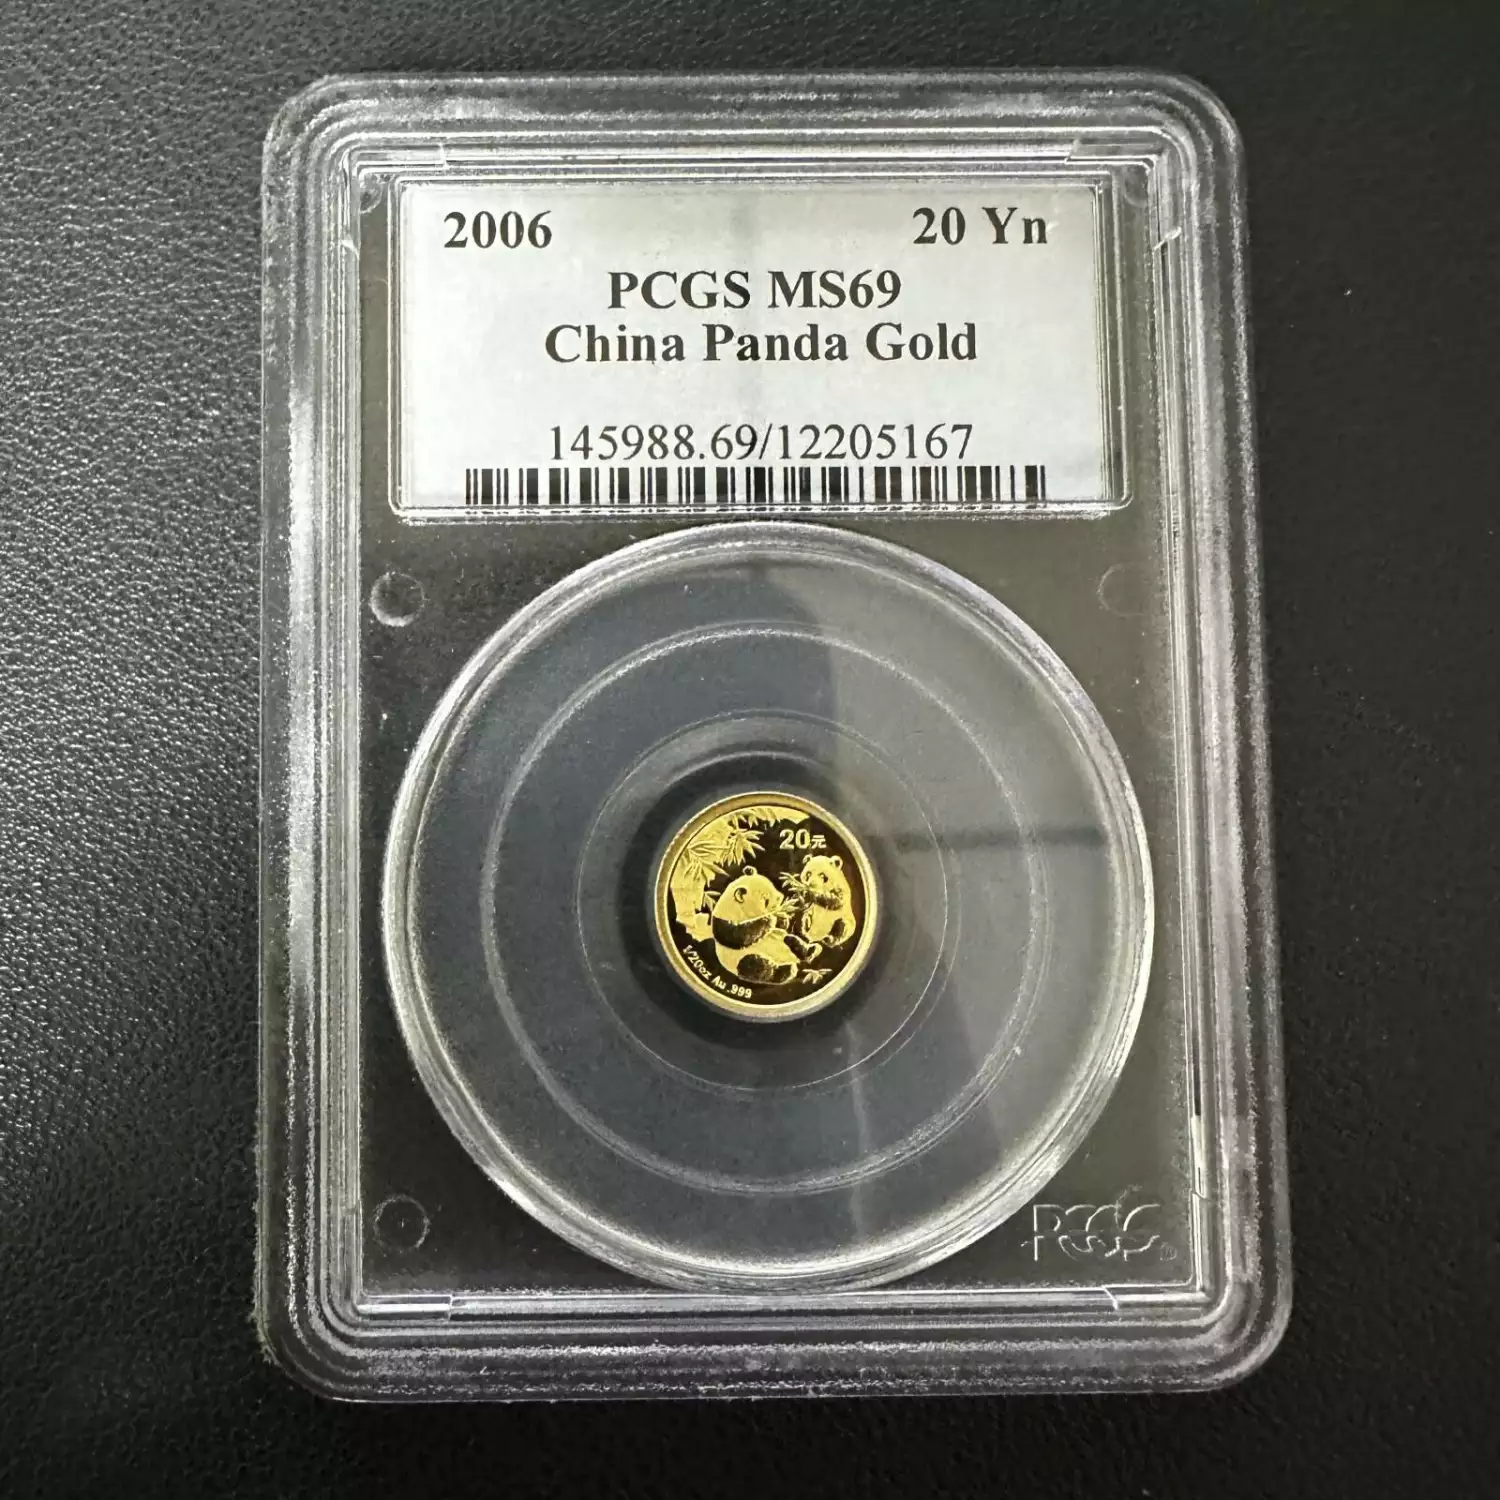 2006 20 Yn
PCGS MS69
China Panda Gold
145988.69/12205167
20元
1/20oz Au .999
PCGS